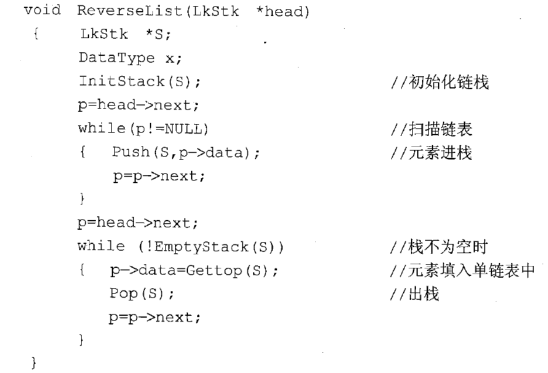 void ReverseList(LkStk *head)
{ LkStk *S;
DataType x;
InitStack(S); //初始化链栈
p=head->next;
while(p!=NULL) //扫描链表
{ Push(S,p->data); //元素进栈
p=p->next;
}
p=head->next;
while (!EmptyStack(S)) //栈不为空时
{ p->data=Gettop(S); //元素填入单链表中
Pop(S); //出栈
p=p->next;
}
}